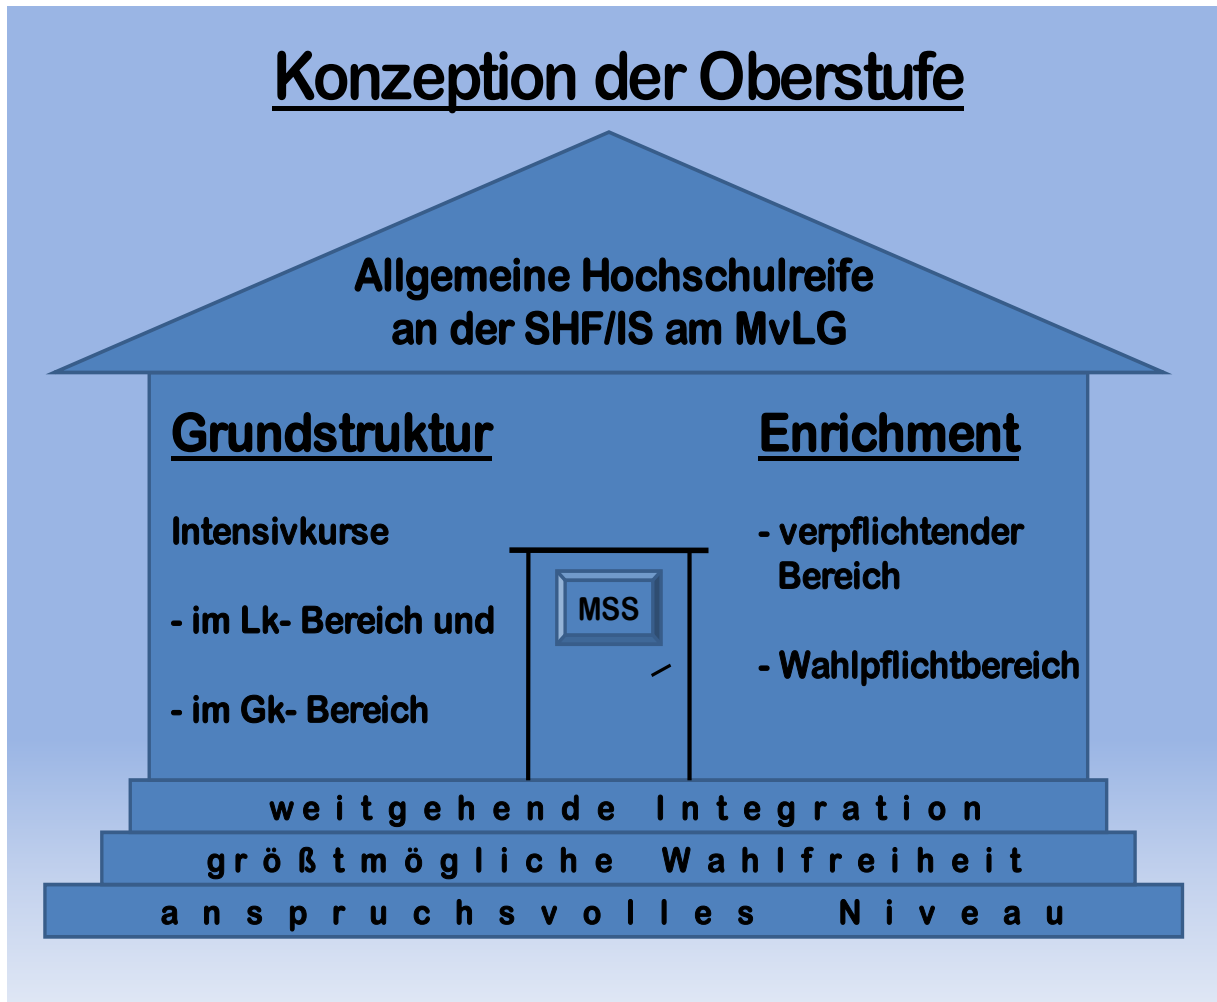 Konzeption der Oberstufe
Allgemeine Hochschulreife
an der SHF/IS am MvLG
Grundstruktur
Intensivkurse
- im Lk- Bereich und
- im Gk- Bereich
MSS
Enrichment
- verpflichtender
Bereich
- Wahlpflichtbereich
weitgehende Integration
größtmögliche Wahlfreiheit
anspruchsvolles Niveau